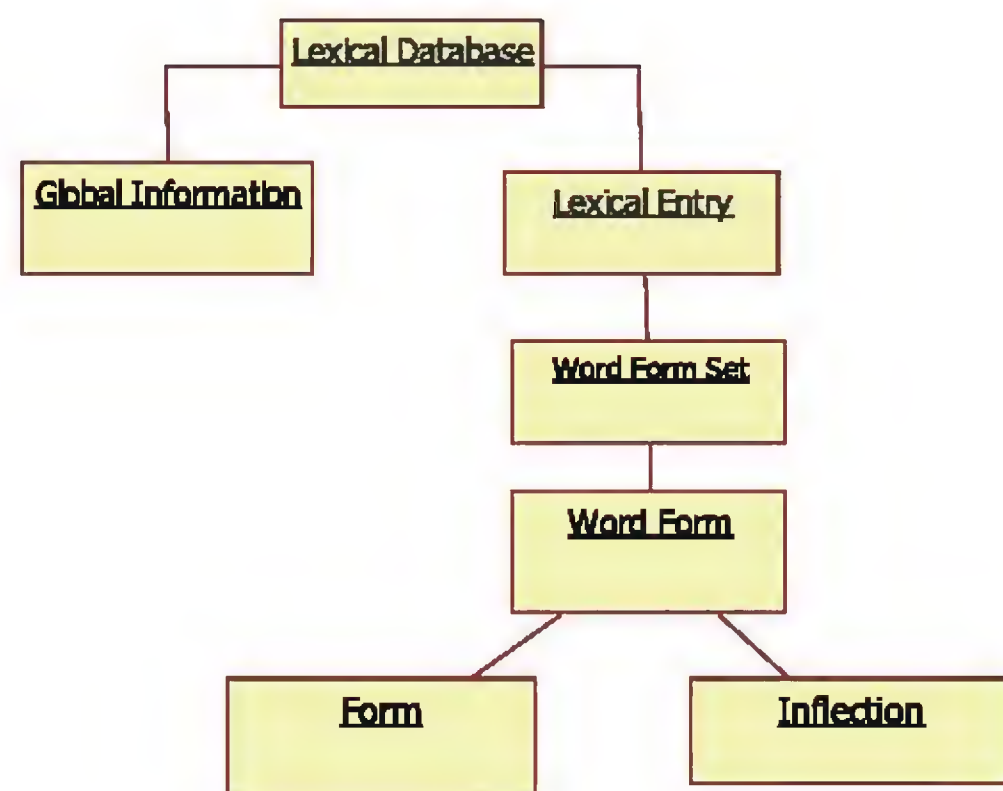 Lexical Database
Global Information
Lexical Entry
Word Form Set
Word Form
Form
Inflection